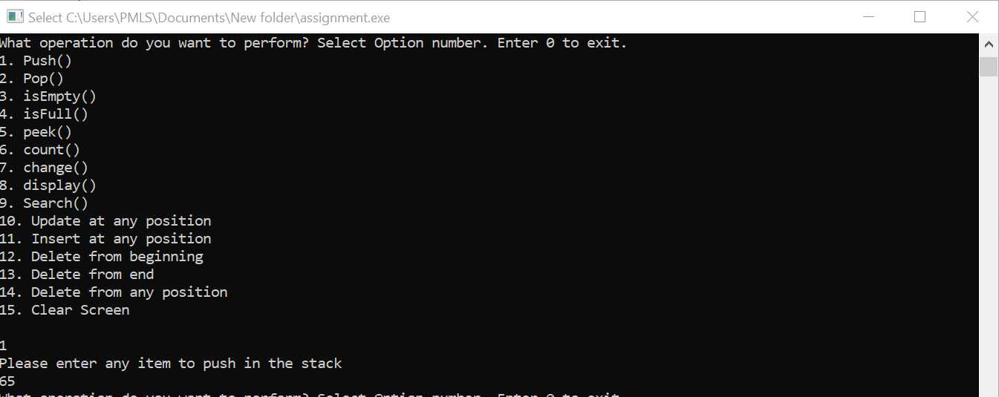 Select C:\Users\PMLS\Documents\New folder\assignment.exe
What operation do you want to perform? Select Option number. Enter 0 to exit.
1. Push()
2. Pop()
3. isEmpty()
4. isFull()
5. peek()
6. count()
7. change()
8. display()
9. Search()
10. Update at any position
11. Insert at any position
12. Delete from beginning
13. Delete from end
14. Delete from any position
15. Clear Screen
1
Please enter any item to push in the stack
65
What operation do you want to perform? Select Option number. Enter 0 to exit.